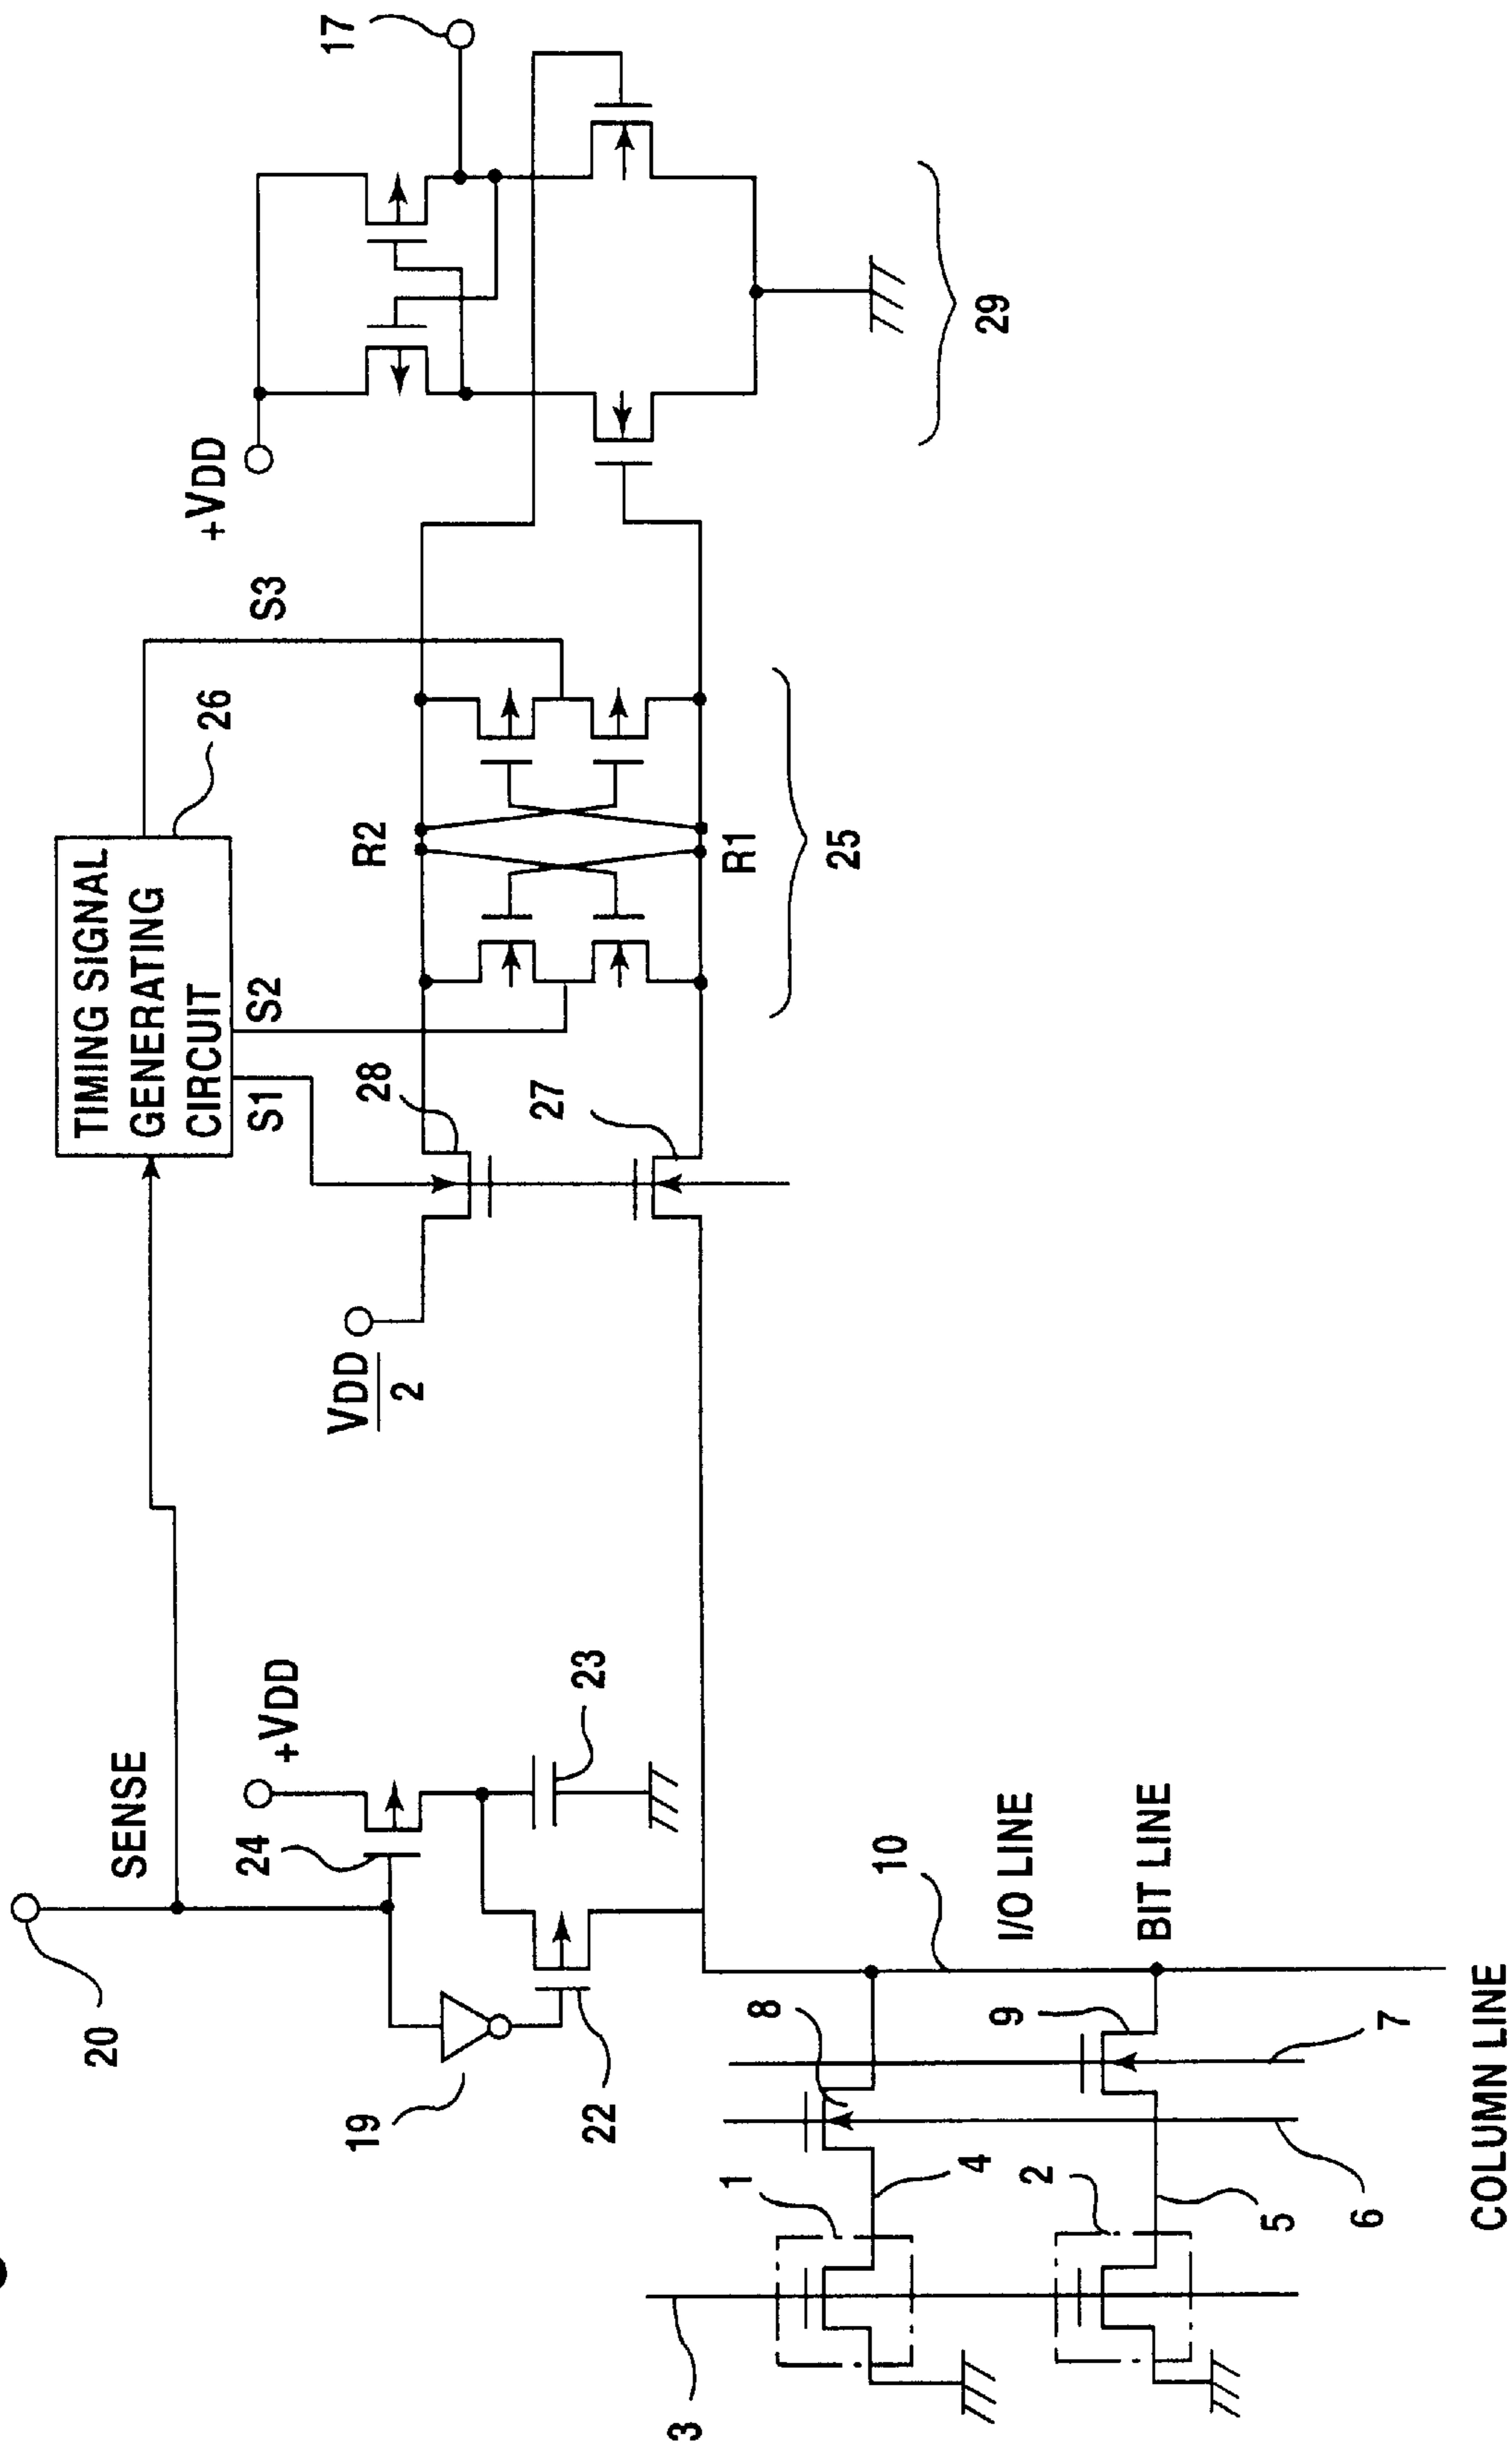 20
SENSE
TIMING SIGNAL
GENERATING
CIRCUIT
26
S1
S2
S3
+VDD
17
24
+VDD
VDD
2
28
R2
19
22
23
27
R1
25
29
10
I/O LINE
BIT LINE
8
9
7
1
4
2
5
6
3
COLUMN LINE